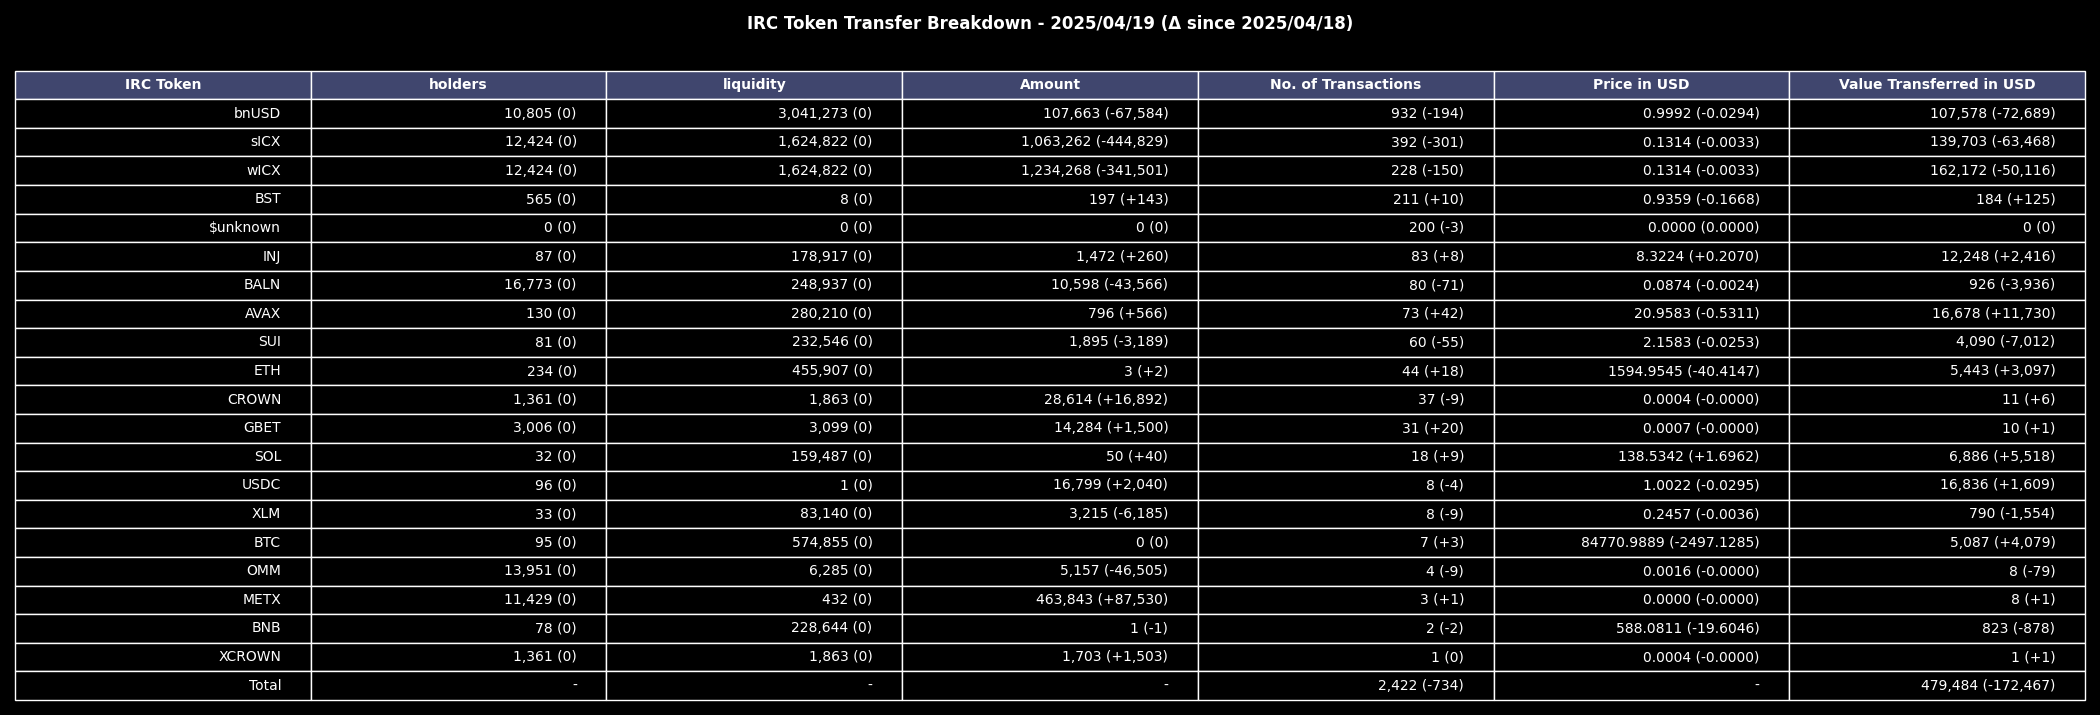 IRC Token Transfer Breakdown - 2025/04/19 (Δ since 2025/04/18)
IRC Token holders liquidity Amount No. of Transactions Price in USD Value Transferred in USD
bnUSD 10,805 (0) 3,041,273 (0) 107,663 (-67,584) 932 (-194) 0.9992 (-0.0294) 107,578 (-72,689)
sICX 12,424 (0) 1,624,822 (0) 1,063,262 (-444,829) 392 (-301) 0.1314 (-0.0033) 139,703 (-63,468)
wICX 12,424 (0) 1,624,822 (0) 1,234,268 (-341,501) 228 (-150) 0.1314 (-0.0033) 162,172 (-50,116)
BST 565 (0) 8 (0) 197 (+143) 211 (+10) 0.9359 (-0.1668) 184 (+125)
$unknown 0 (0) 0 (0) 0 (0) 200 (-3) 0.0000 (0.0000) 0 (0)
INJ 87 (0) 178,917 (0) 1,472 (+260) 83 (+8) 8.3224 (+0.2070) 12,248 (+2,416)
BALN 16,773 (0) 248,937 (0) 10,598 (-43,566) 80 (-71) 0.0874 (-0.0024) 926 (-3,936)
AVAX 130 (0) 280,210 (0) 796 (+566) 73 (+42) 20.9583 (-0.5311) 16,678 (+11,730)
SUI 81 (0) 232,546 (0) 1,895 (-3,189) 60 (-55) 2.1583 (-0.0253) 4,090 (-7,012)
ETH 234 (0) 455,907 (0) 3 (+2) 44 (+18) 1594.9545 (-40.4147) 5,443 (+3,097)
CROWN 1,361 (0) 1,863 (0) 28,614 (+16,892) 37 (-9) 0.0004 (-0.0000) 11 (+6)
GBET 3,006 (0) 3,099 (0) 14,284 (+1,500) 31 (+20) 0.0007 (-0.0000) 10 (+1)
SOL 32 (0) 159,487 (0) 50 (+40) 18 (+9) 138.5342 (+1.6962) 6,886 (+5,518)
USDC 96 (0) 1 (0) 16,799 (+2,040) 8 (-4) 1.0022 (-0.0295) 16,836 (+1,609)
XLM 33 (0) 83,140 (0) 3,215 (-6,185) 8 (-9) 0.2457 (-0.0036) 790 (-1,554)
BTC 95 (0) 574,855 (0) 0 (0) 7 (+3) 84770.9889 (-2497.1285) 5,087 (+4,079)
OMM 13,951 (0) 6,285 (0) 5,157 (-46,505) 4 (-9) 0.0016 (-0.0000) 8 (-79)
METX 11,429 (0) 432 (0) 463,843 (+87,530) 3 (+1) 0.0000 (-0.0000) 8 (+1)
BNB 78 (0) 228,644 (0) 1 (-1) 2 (-2) 588.0811 (-19.6046) 823 (-878)
XCROWN 1,361 (0) 1,863 (0) 1,703 (+1,503) 1 (0) 0.0004 (-0.0000) 1 (+1)
Total - - - 2,422 (-734) - 479,484 (-172,467)